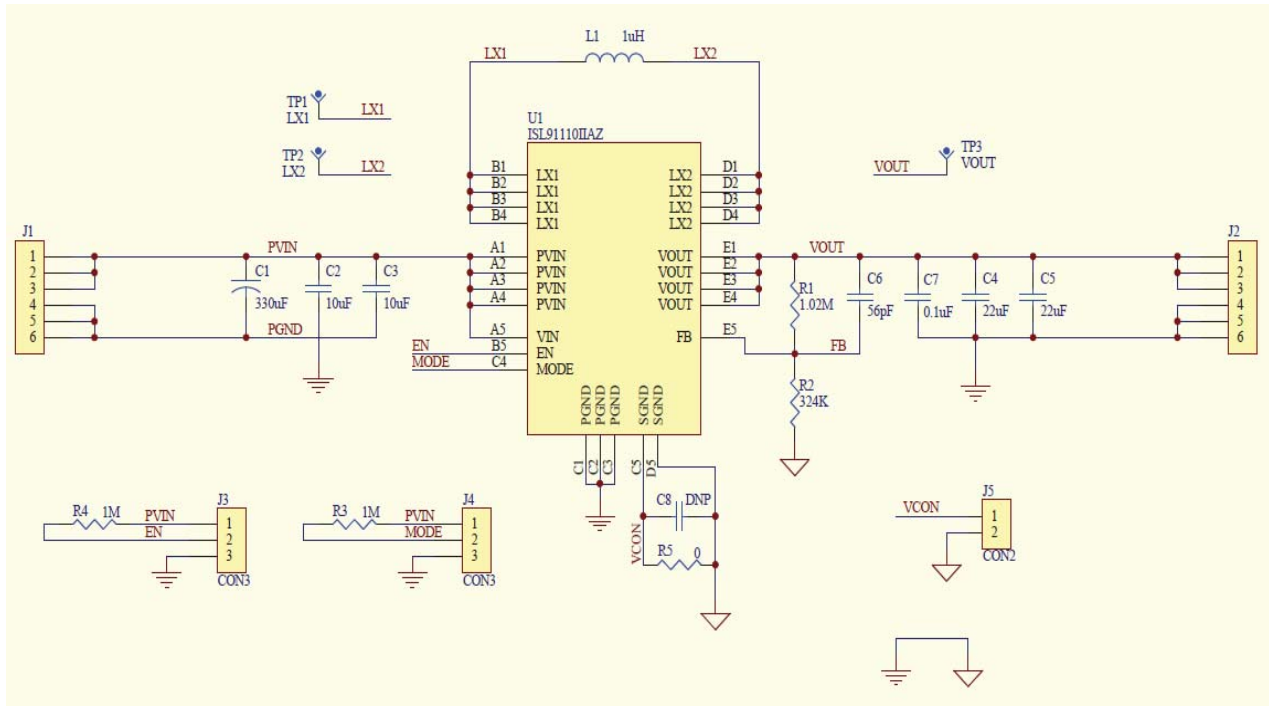 L1 1uH
LX1 LX2
TP1
LX1 LX1
TP2
LX2 LX2
U1
ISL91110IIAZ
TP3
VOUT VOUT
B1 LX1 LX2 D1
B2 LX1 LX2 D2
B3 LX1 LX2 D3
B4 LX1 LX2 D4
A1 PVIN VOUT E1
A2 PVIN VOUT E2
A3 PVIN VOUT E3
A4 PVIN VOUT E4
A5 VIN FB E5
EN B5 EN
MODE C4 MODE
PGND PGND PGND SGND SGND
C1 C2 C3 C5 D5
J1
1
2
3
4
5
6
PVIN
C1
330uF
C2
10uF
C3
10uF
PGND
VOUT
R1
1.02M
C6
56pF
C7
0.1uF
C4
22uF
C5
22uF
FB
R2
324K
J2
1
2
3
4
5
6
R4 1M PVIN
EN
J3
1
2
3
CON3
R3 1M PVIN
MODE
J4
1
2
3
CON3
C8 DNP
VCON
R5 0
VCON
J5
1
2
CON2